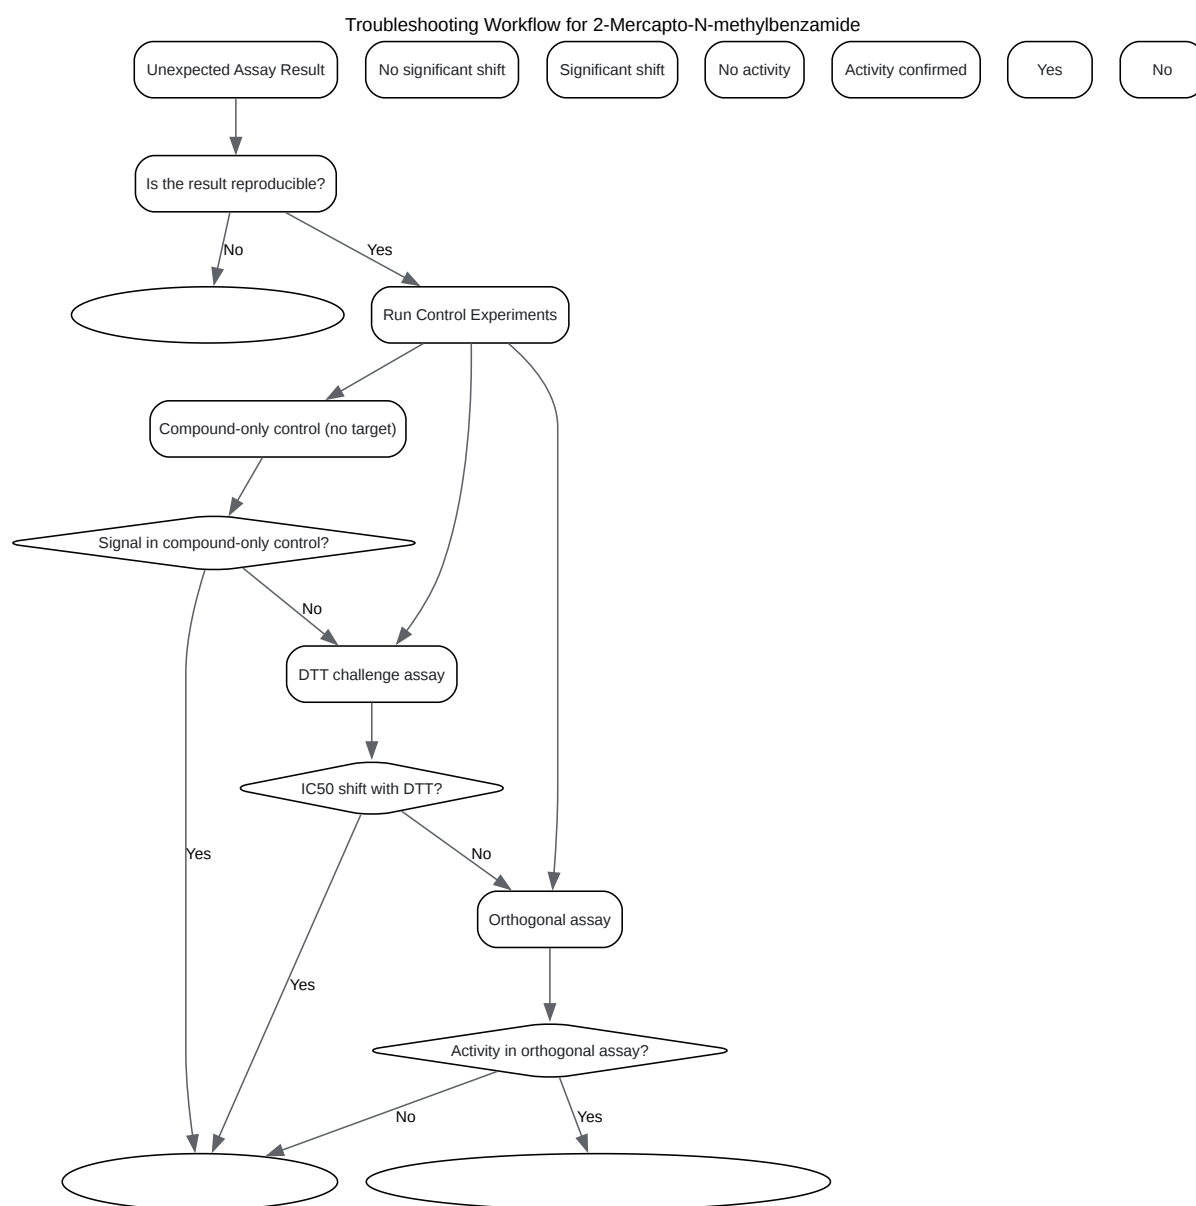 Troubleshooting Workflow for 2-Mercapto-N-methylbenzamide
Unexpected Assay Result
No significant shift
Significant shift
No activity
Activity confirmed
Yes
No
Is the result reproducible?
No
Yes
Run Control Experiments
Compound-only control (no target)
Signal in compound-only control?
No
DTT challenge assay
IC50 shift with DTT?
Yes
No
Orthogonal assay
Yes
Activity in orthogonal assay?
No
Yes